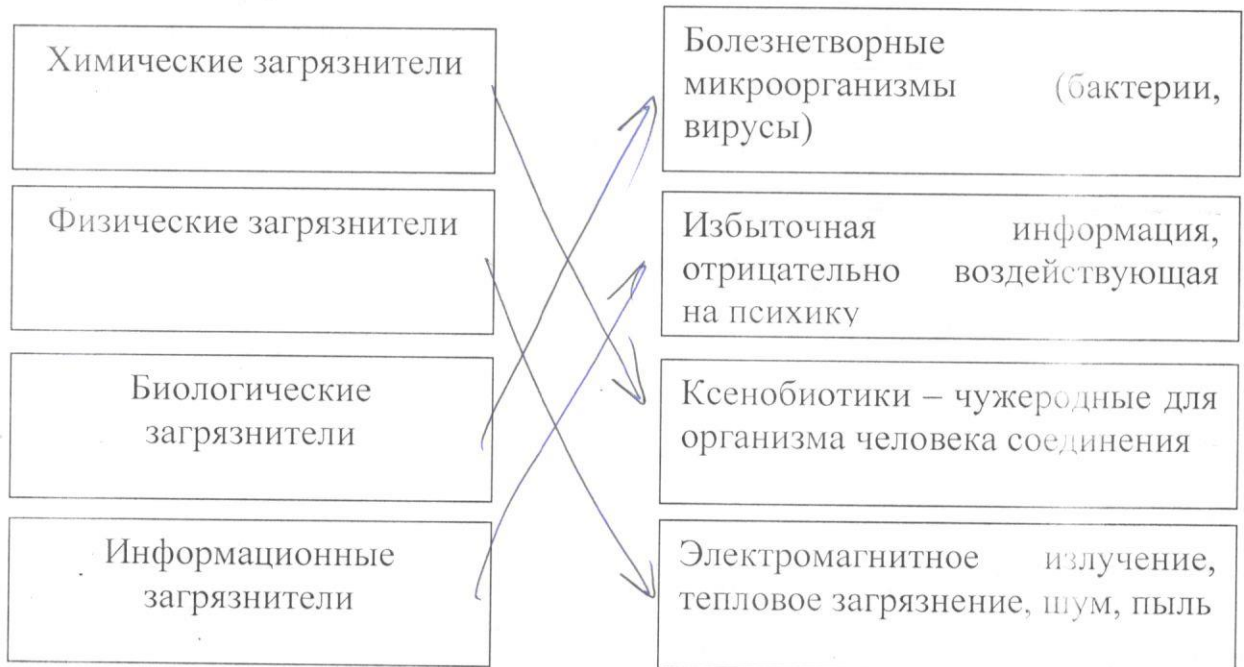 Химические загрязнители
Болезнетворные
микроорганизмы (бактерии,
вирусы)
Физические загрязнители
Избыточная информация,
отрицательно воздействующая
на психику
Биологические
загрязнители
Ксенобиотики – чужеродные для
организма человека соединения
Информационные
загрязнители
Электромагнитное излучение,
тепловое загрязнение, шум, пыль